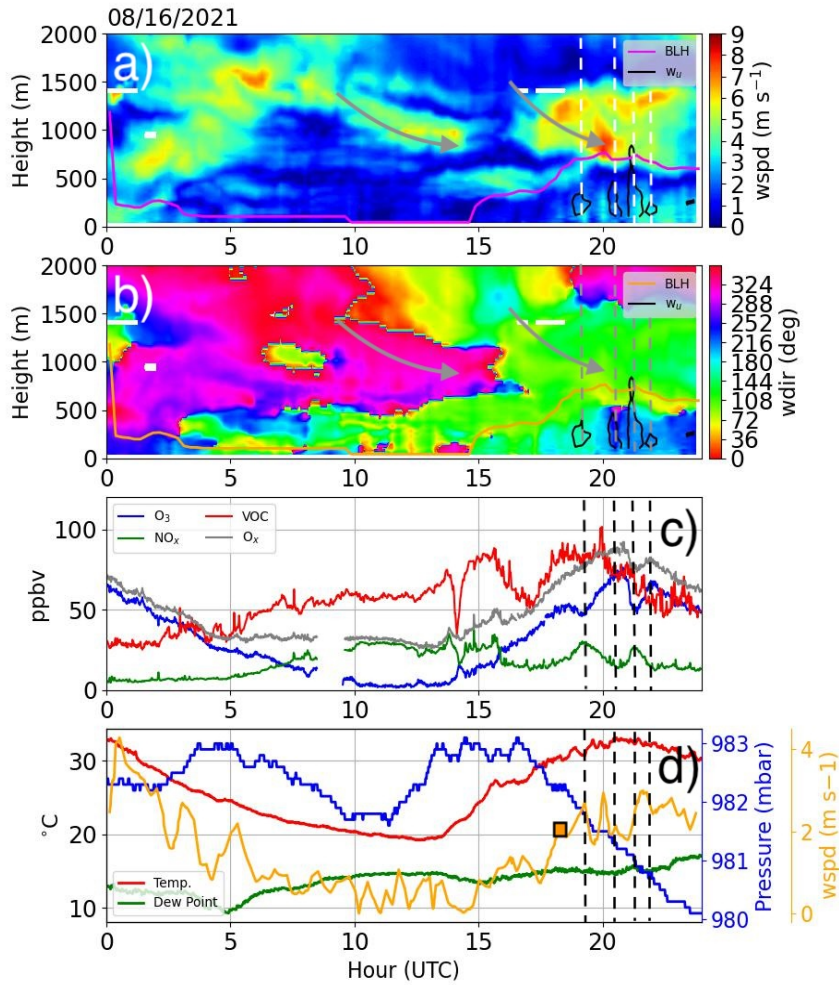 08/16/2021
a)
2000
1500
1000
500
0
Height (m)
0 5 10 15 20
BLH
w_u
9
8
7
6
5
4
3
2
1
0
wspd (m s⁻¹)
b)
2000
1500
1000
500
0
Height (m)
0 5 10 15 20
BLH
w_u
324
288
252
216
180
144
108
72
36
0
wdir (deg)
c)
100
50
0
ppbv
O₃ VOC
NOₓ Oₓ
0 5 10 15 20
d)
30
20
10
°C
Temp.
Dew Point
983
982
981
980
Pressure (mbar)
4
2
0
wspd (m s−1)
0 5 10 15 20
Hour (UTC)